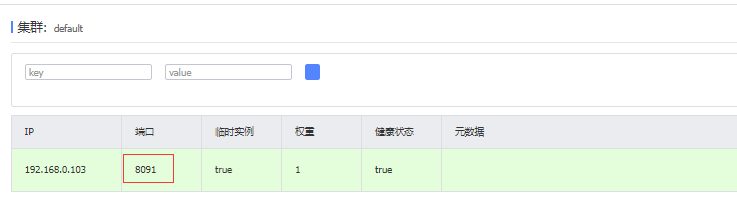 集群: default
key value
IP 端口 临时实例 权重 健康状态 元数据
192.168.0.103 8091 true 1 true